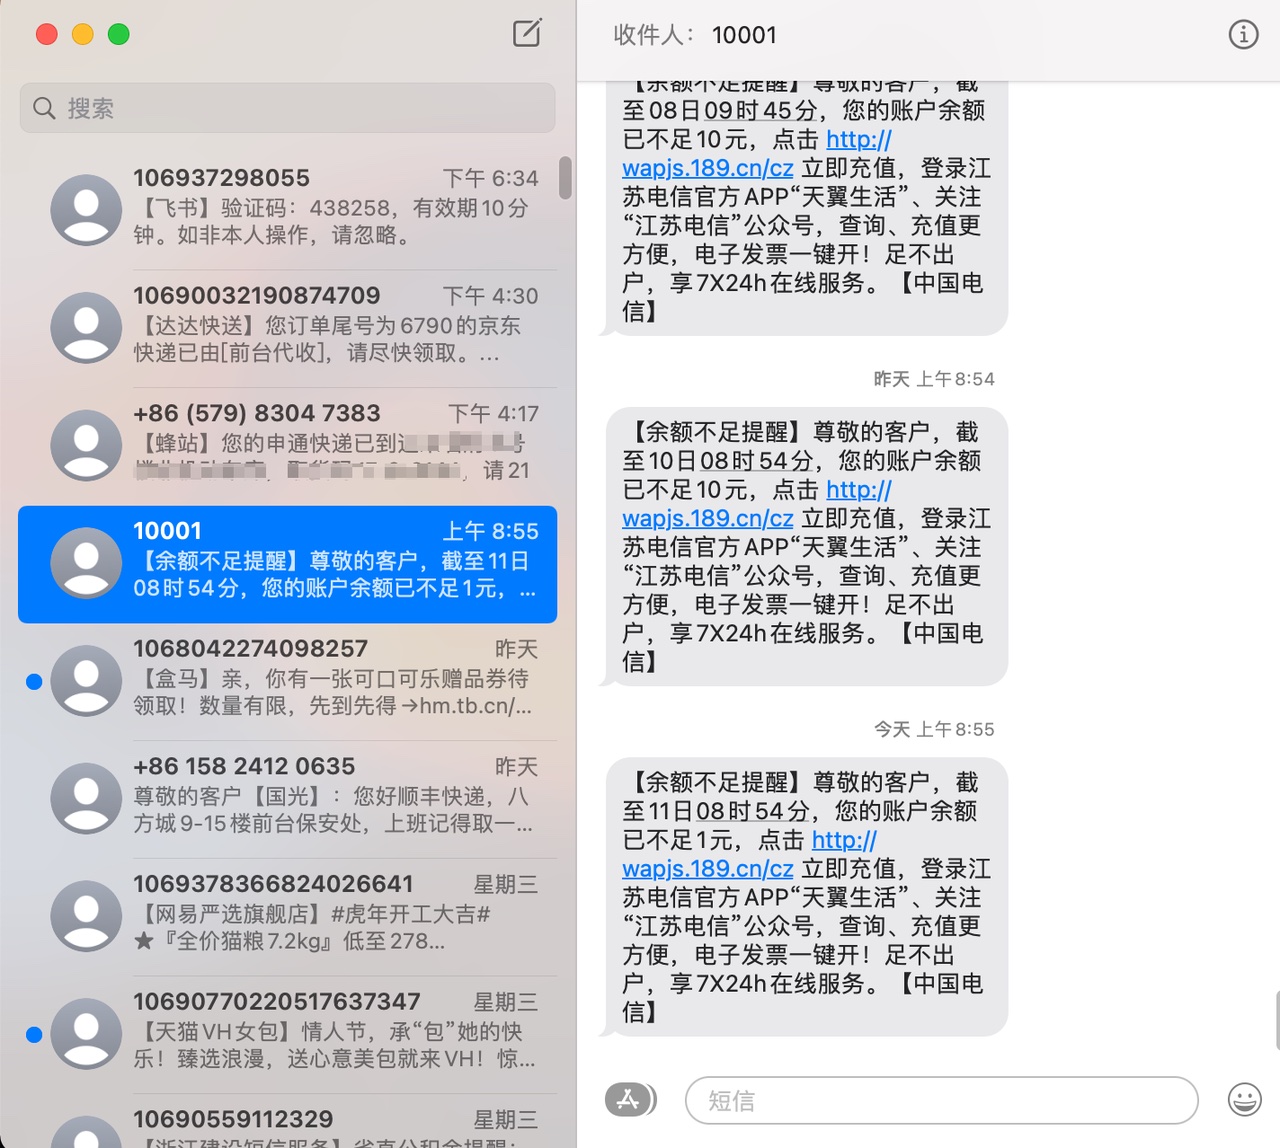 搜索
106937298055 下午 6:34
【飞书】验证码：438258，有效期10分
钟。如非本人操作，请忽略。
10690032190874709 下午 4:30
【达达快送】您订单尾号为6790的京东
快递已由[前台代收]，请尽快领取。...
+86 (579) 8304 7383 下午 4:17
【蜂站】您的申通快递已到
，请21
10001 上午 8:55
【余额不足提醒】尊敬的客户，截至11日
08时54分，您的账户余额已不足1元，...
1068042274098257 昨天
【盒马】亲，你有一张可口可乐赠品券待
领取！数量有限，先到先得→hm.tb.cn/...
+86 158 2412 0635 昨天
尊敬的客户【国光】：您好顺丰快递，八
方城9-15楼前台保安处，上班记得取一...
1069378366824026641 星期三
【网易严选旗舰店】#虎年开工大吉#
★『全价猫粮7.2kg』低至278...
10690770220517637347 星期三
【天猫VH女包】情人节，承“包”她的快
乐！臻选浪漫，送心意美包就来VH！惊...
10690559112329 星期三
【浙江建设短信服务】省直公积金提醒：
收件人： 10001
【余额不足提醒】尊敬的客户，截
至08日09时45分，您的账户余额
已不足10元，点击 http://
wapjs.189.cn/cz 立即充值，登录江
苏电信官方APP“天翼生活”、关注
“江苏电信”公众号，查询、充值更
方便，电子发票一键开！足不出
户，享7X24h在线服务。【中国电
信】
昨天 上午8:54
【余额不足提醒】尊敬的客户，截
至10日08时54分，您的账户余额
已不足10元，点击 http://
wapjs.189.cn/cz 立即充值，登录江
苏电信官方APP“天翼生活”、关注
“江苏电信”公众号，查询、充值更
方便，电子发票一键开！足不出
户，享7X24h在线服务。【中国电
信】
今天 上午8:55
【余额不足提醒】尊敬的客户，截
至11日08时54分，您的账户余额
已不足1元，点击 http://
wapjs.189.cn/cz 立即充值，登录江
苏电信官方APP“天翼生活”、关注
“江苏电信”公众号，查询、充值更
方便，电子发票一键开！足不出
户，享7X24h在线服务。【中国电
信】
短信